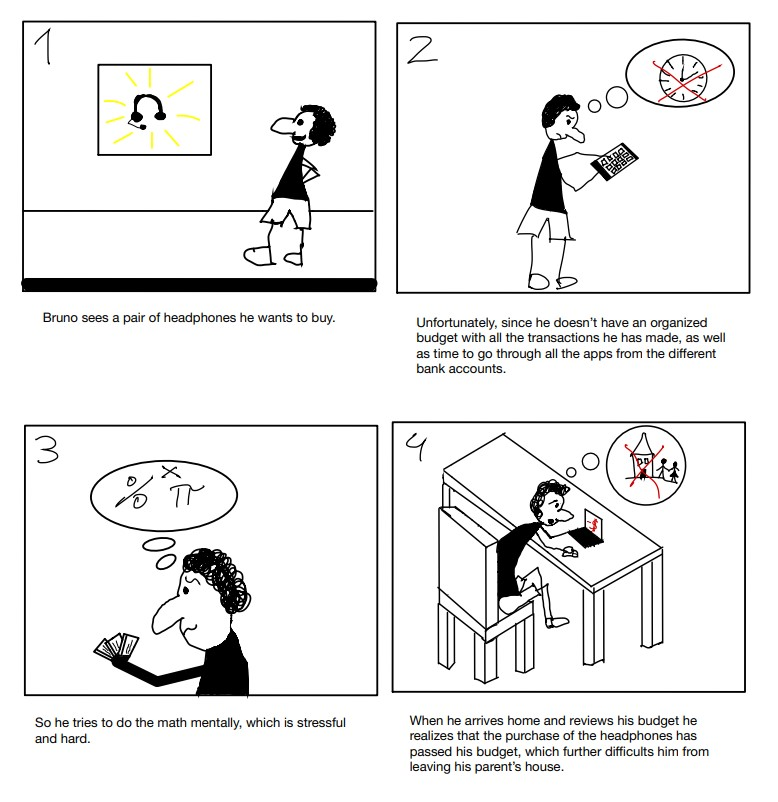 1
Bruno sees a pair of headphones he wants to buy.
2
Unfortunately, since he doesn't have an organized
budget with all the transactions he has made, as well
as time to go through all the apps from the different
bank accounts.
3
% × π
So he tries to do the math mentally, which is stressful
and hard.
4
-$
When he arrives home and reviews his budget he
realizes that the purchase of the headphones has
passed his budget, which further difficults him from
leaving his parent's house.